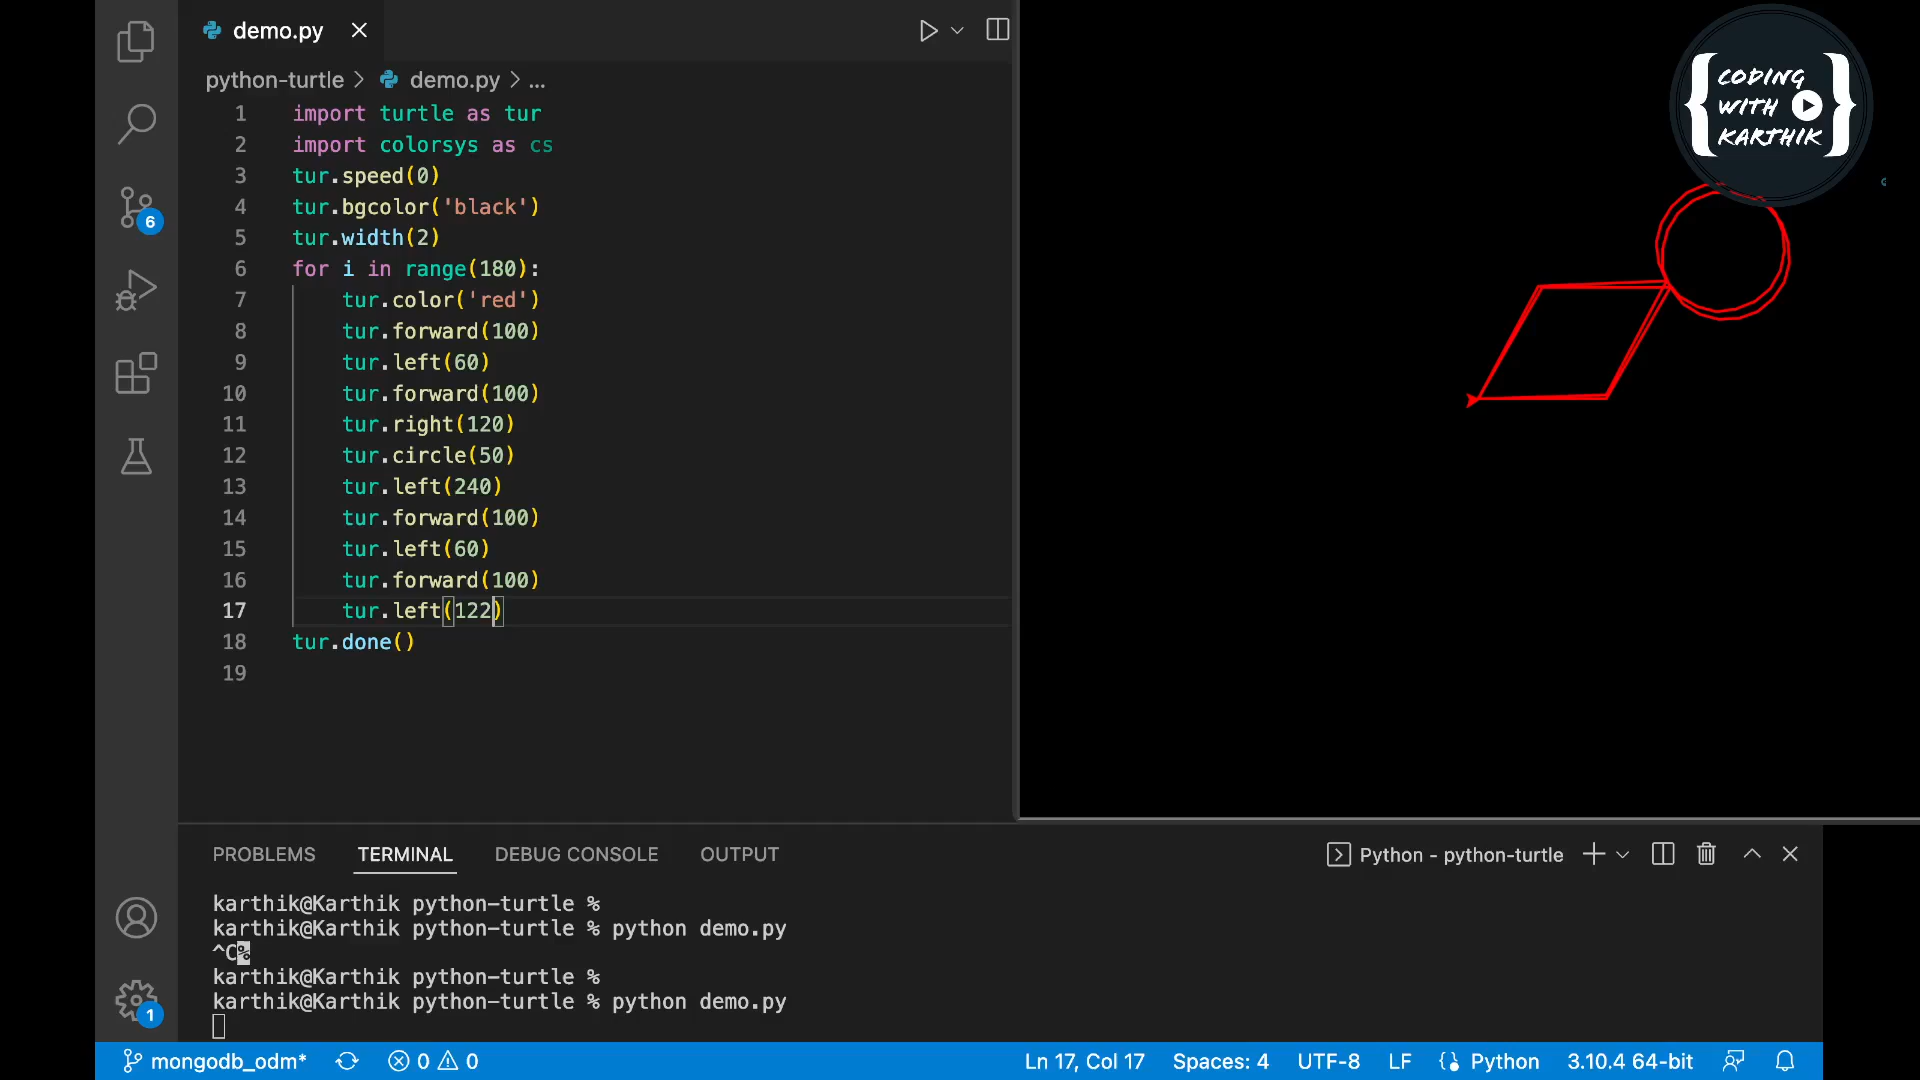 demo.py
python-turtle > demo.py > ...
1 import turtle as tur
2 import colorsys as cs
3 tur.speed(0)
4 tur.bgcolor('black')
5 tur.width(2)
6 for i in range(180):
7     tur.color('red')
8     tur.forward(100)
9     tur.left(60)
10     tur.forward(100)
11     tur.right(120)
12     tur.circle(50)
13     tur.left(240)
14     tur.forward(100)
15     tur.left(60)
16     tur.forward(100)
17     tur.left(122)
18 tur.done()
19
CODING
WITH
KARTHIK
6
PROBLEMS TERMINAL DEBUG CONSOLE OUTPUT Python - python-turtle
karthik@Karthik python-turtle %
karthik@Karthik python-turtle % python demo.py
^C%
karthik@Karthik python-turtle %
karthik@Karthik python-turtle % python demo.py
1
mongodb_odm* 0 0 Ln 17, Col 17 Spaces: 4 UTF-8 LF Python 3.10.4 64-bit